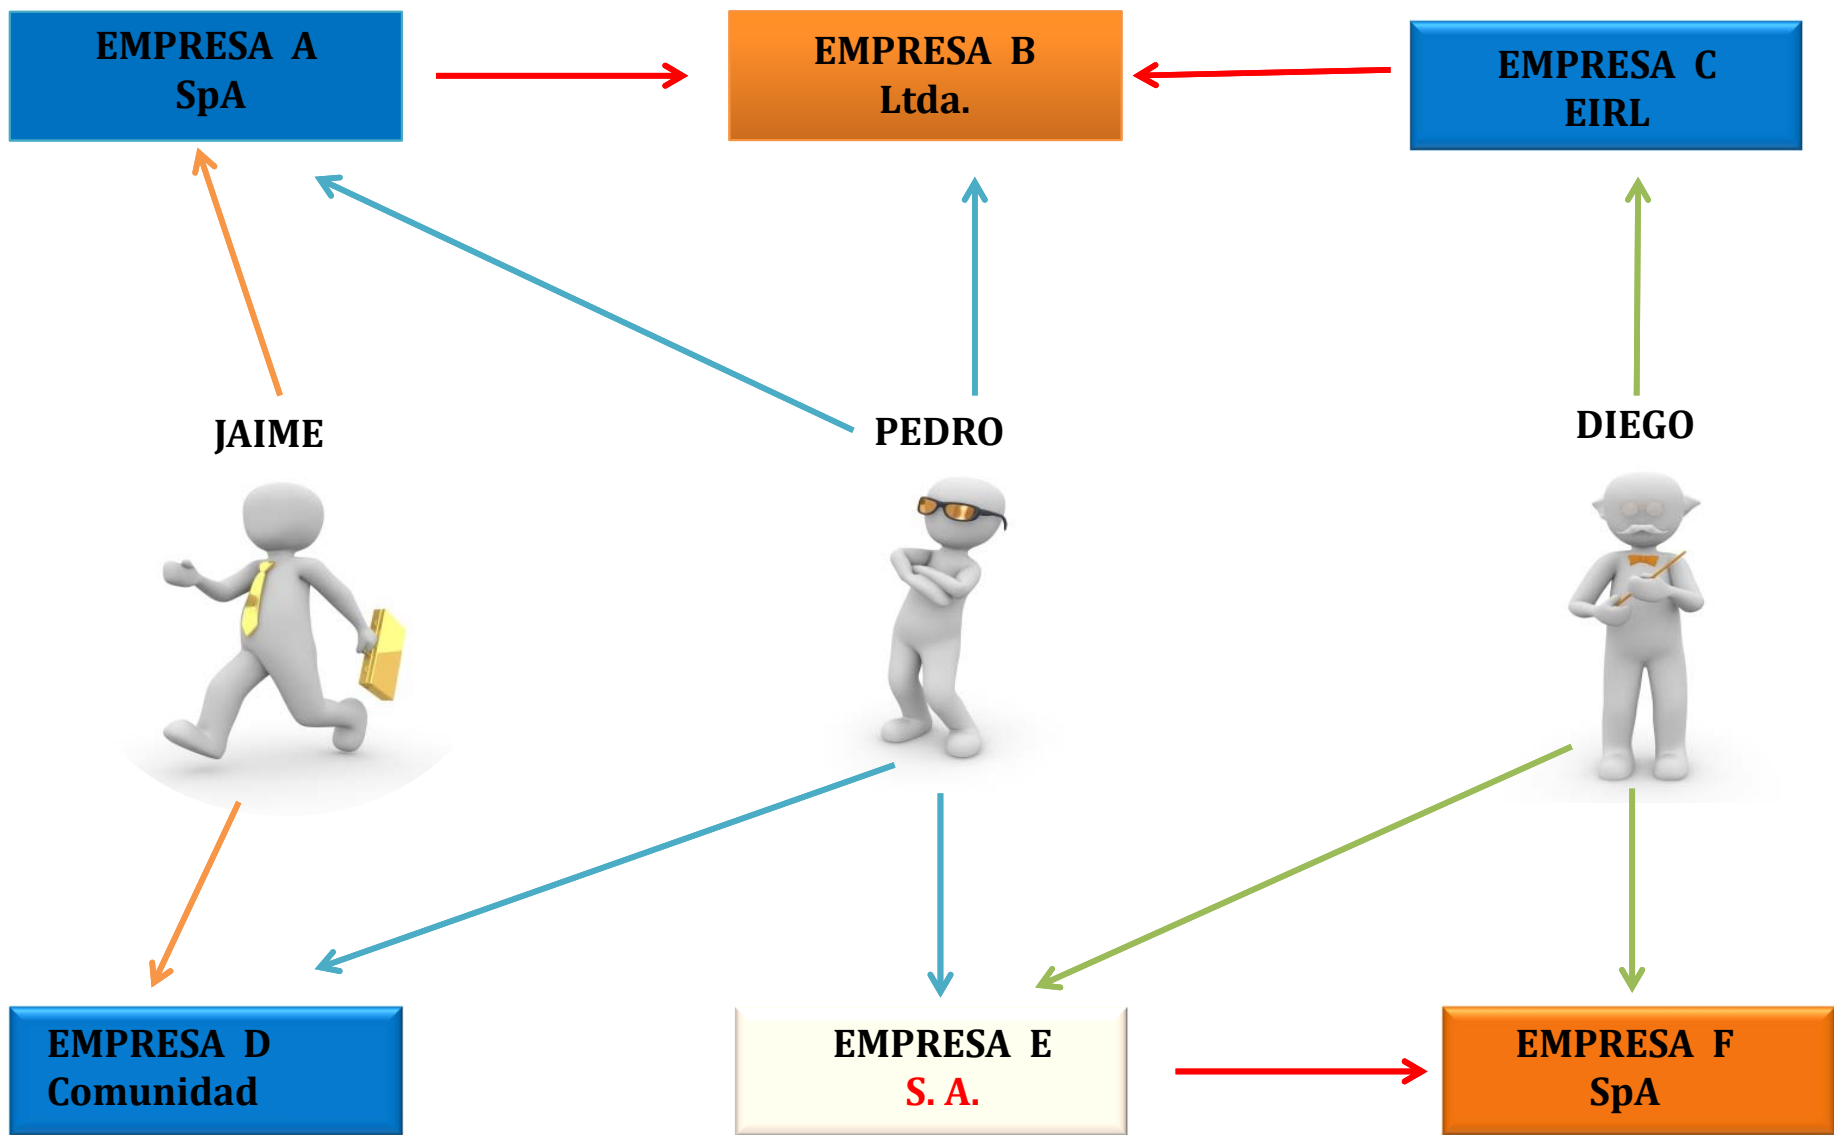 EMPRESA A
SpA
EMPRESA B
Ltda.
EMPRESA C
EIRL
JAIME
PEDRO
DIEGO
EMPRESA D
Comunidad
EMPRESA E
S. A.
EMPRESA F
SpA